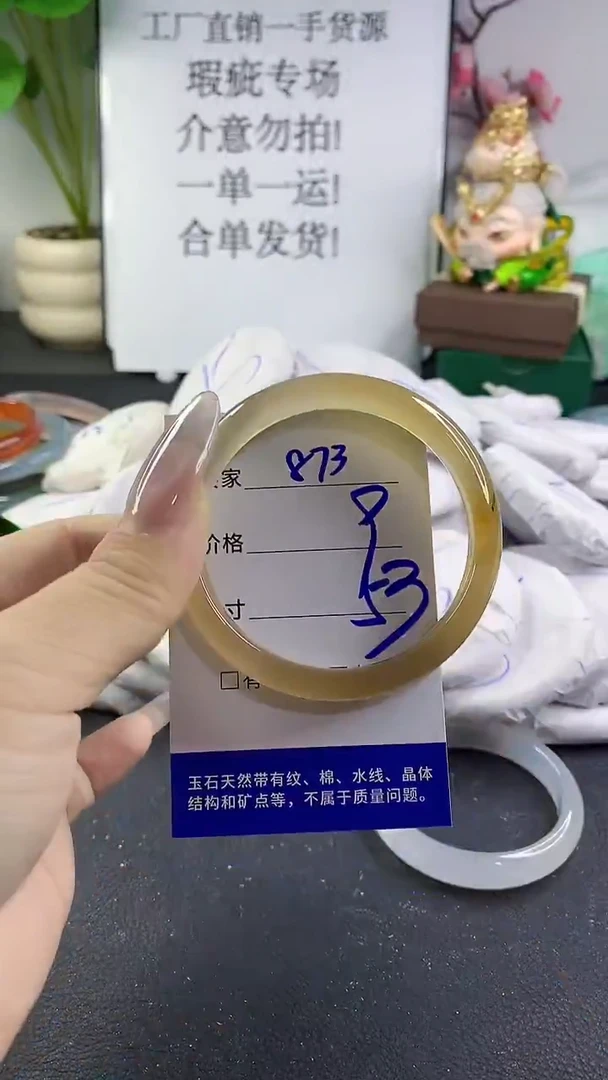 工厂直销一手货源
瑕疵专场
介意勿拍!
一单一运!
合单发货!
家 873
价格
寸 53
□有
玉石天然带有纹、棉、水线、晶体
结构和矿点等，不属于质量问题。